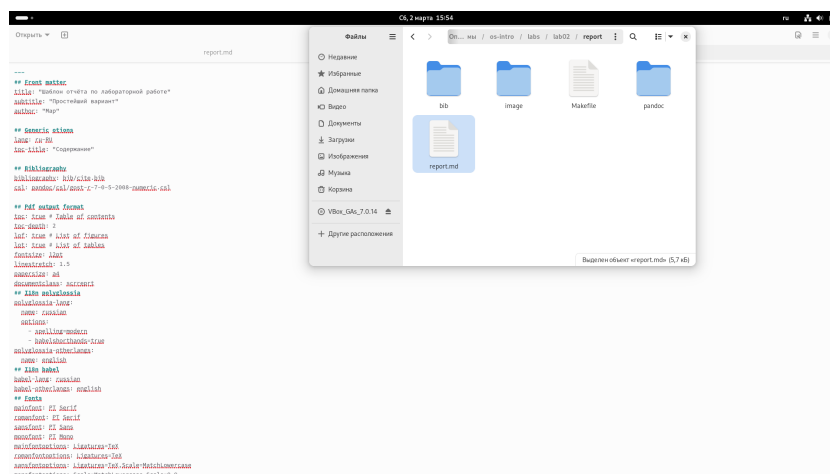 Сб, 2 марта 15:54
ru
Открыть
report.md
---
## Front matter
title: "Шаблон отчёта по лабораторной работе"
subtitle: "Простейший вариант"
author: "Мар"
## Generic otions
lang: ru-RU
toc-title: "Содержание"
## Bibliography
bibliography: bib/cite.bib
csl: pandoc/csl/gost-r-7-0-5-2008-numeric.csl
## Pdf output format
toc: true # Table of contents
toc-depth: 2
lof: true # List of figures
lot: true # List of tables
fontsize: 12pt
linestretch: 1.5
papersize: a4
documentclass: scrreprt
## I18n polyglossia
polyglossia-lang:
name: russian
options:
- spelling=modern
- babelshorthands=true
polyglossia-otherlangs:
name: english
## I18n babel
babel-lang: russian
babel-otherlangs: english
## Fonts
mainfont: PT Serif
romanfont: PT Serif
sansfont: PT Sans
monofont: PT Mono
mainfontoptions: Ligatures=TeX
romanfontoptions: Ligatures=TeX
sansfontoptions: Ligatures=TeX,Scale=MatchLowercase
Файлы
Оп… мы / os-intro / labs / lab02 / report
Недавние
Избранные
Домашняя папка
Видео
Документы
Загрузки
Изображения
Музыка
Корзина
VBox_GAs_7.0.14
Другие расположения
bib
image
Makefile
pandoc
report.md
Выделен объект «report.md» (5,7 кБ)